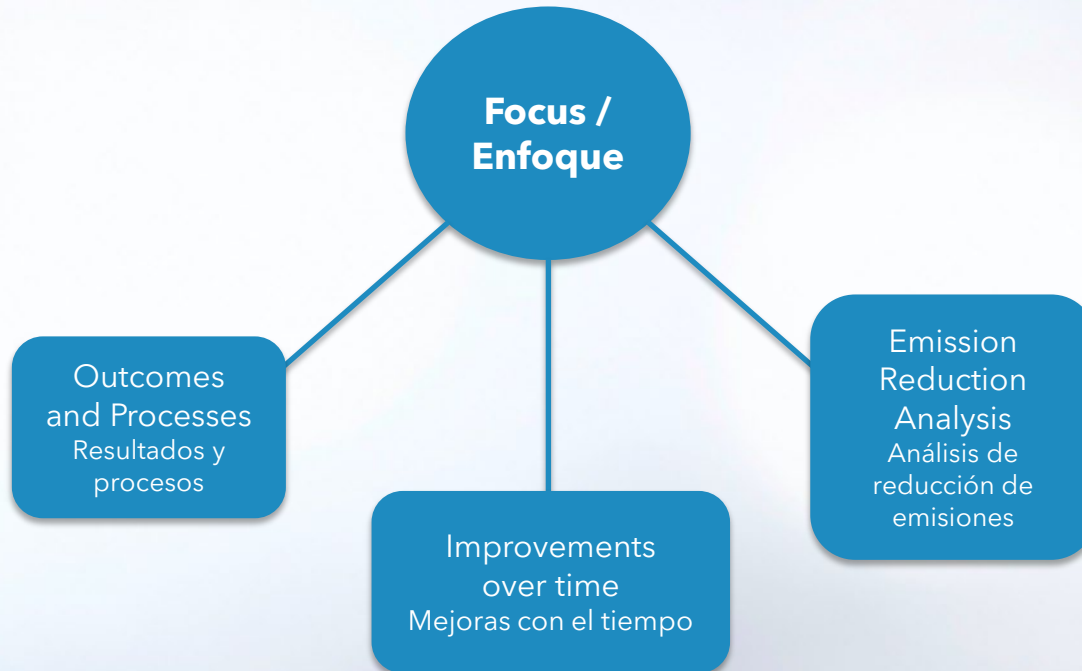 Focus /
Enfoque
Outcomes
and Processes
Resultados y
procesos
Improvements
over time
Mejoras con el tiempo
Emission
Reduction
Analysis
Análisis de
reducción de
emisiones